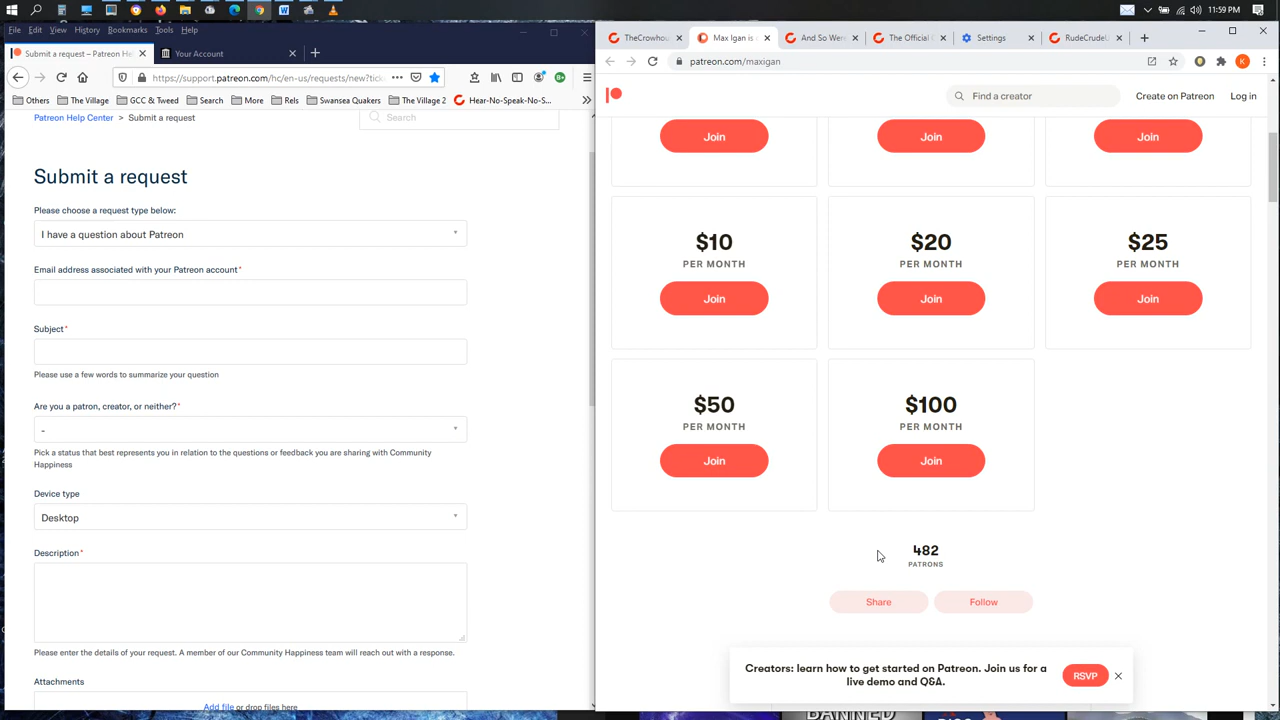 5:39 PM
File Edit View History Bookmarks Tools Help
Submit a request – Patreon He
Your Account
https://support.patreon.com/hc/en-us/requests/new?tick
Others The Village GCC & Tweed Search More Rels Swansea Quakers The Village 2 Hear-No-Speak-No-S...
Patreon Help Center > Submit a request
Search
Submit a request
Please choose a request type below:
I have a question about Patreon
Email address associated with your Patreon account*
Subject*
Please use a few words to summarize your question
Are you a patron, creator, or neither?*
-
Pick a status that best represents you in relation to the questions or feedback you are sharing with Community
Happiness
Device type
Desktop
Description*
Please enter the details of your request. A member of our Community Happiness team will reach out with a response.
Attachments
Add file or drop files here
TheCrowhou
Max Igan is
And So Were
The Official C
Settings
RudeCrudeU
patreon.com/maxigan
Find a creator
Create on Patreon
Log in
Join
Join
Join
$10
PER MONTH
Join
$20
PER MONTH
Join
$25
PER MONTH
Join
$50
PER MONTH
Join
$100
PER MONTH
Join
482
PATRONS
Share
Follow
Creators: learn how to get started on Patreon. Join us for a
live demo and Q&A.
RSVP
BANNED